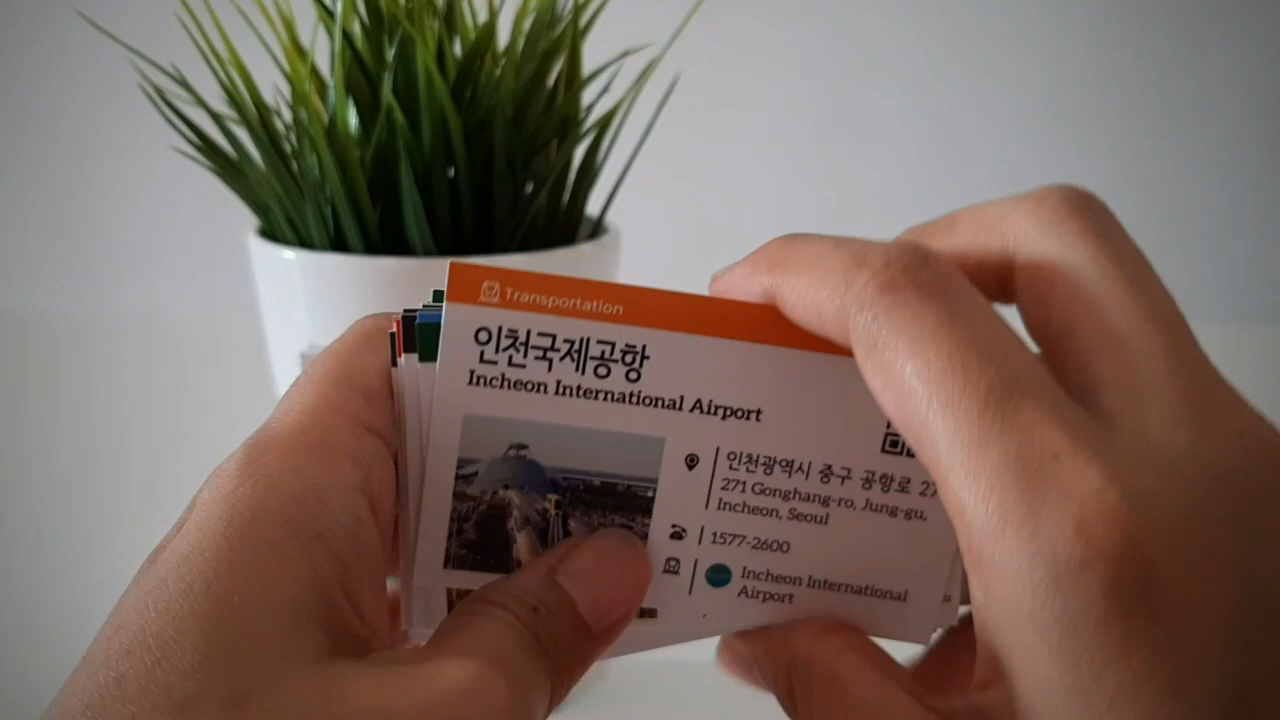 Transportation
인천국제공항
Incheon International Airport
인천광역시 중구 공항로 27
271 Gonghang-ro, Jung-gu,
Incheon, Seoul
1577-2600
Incheon International
Airport